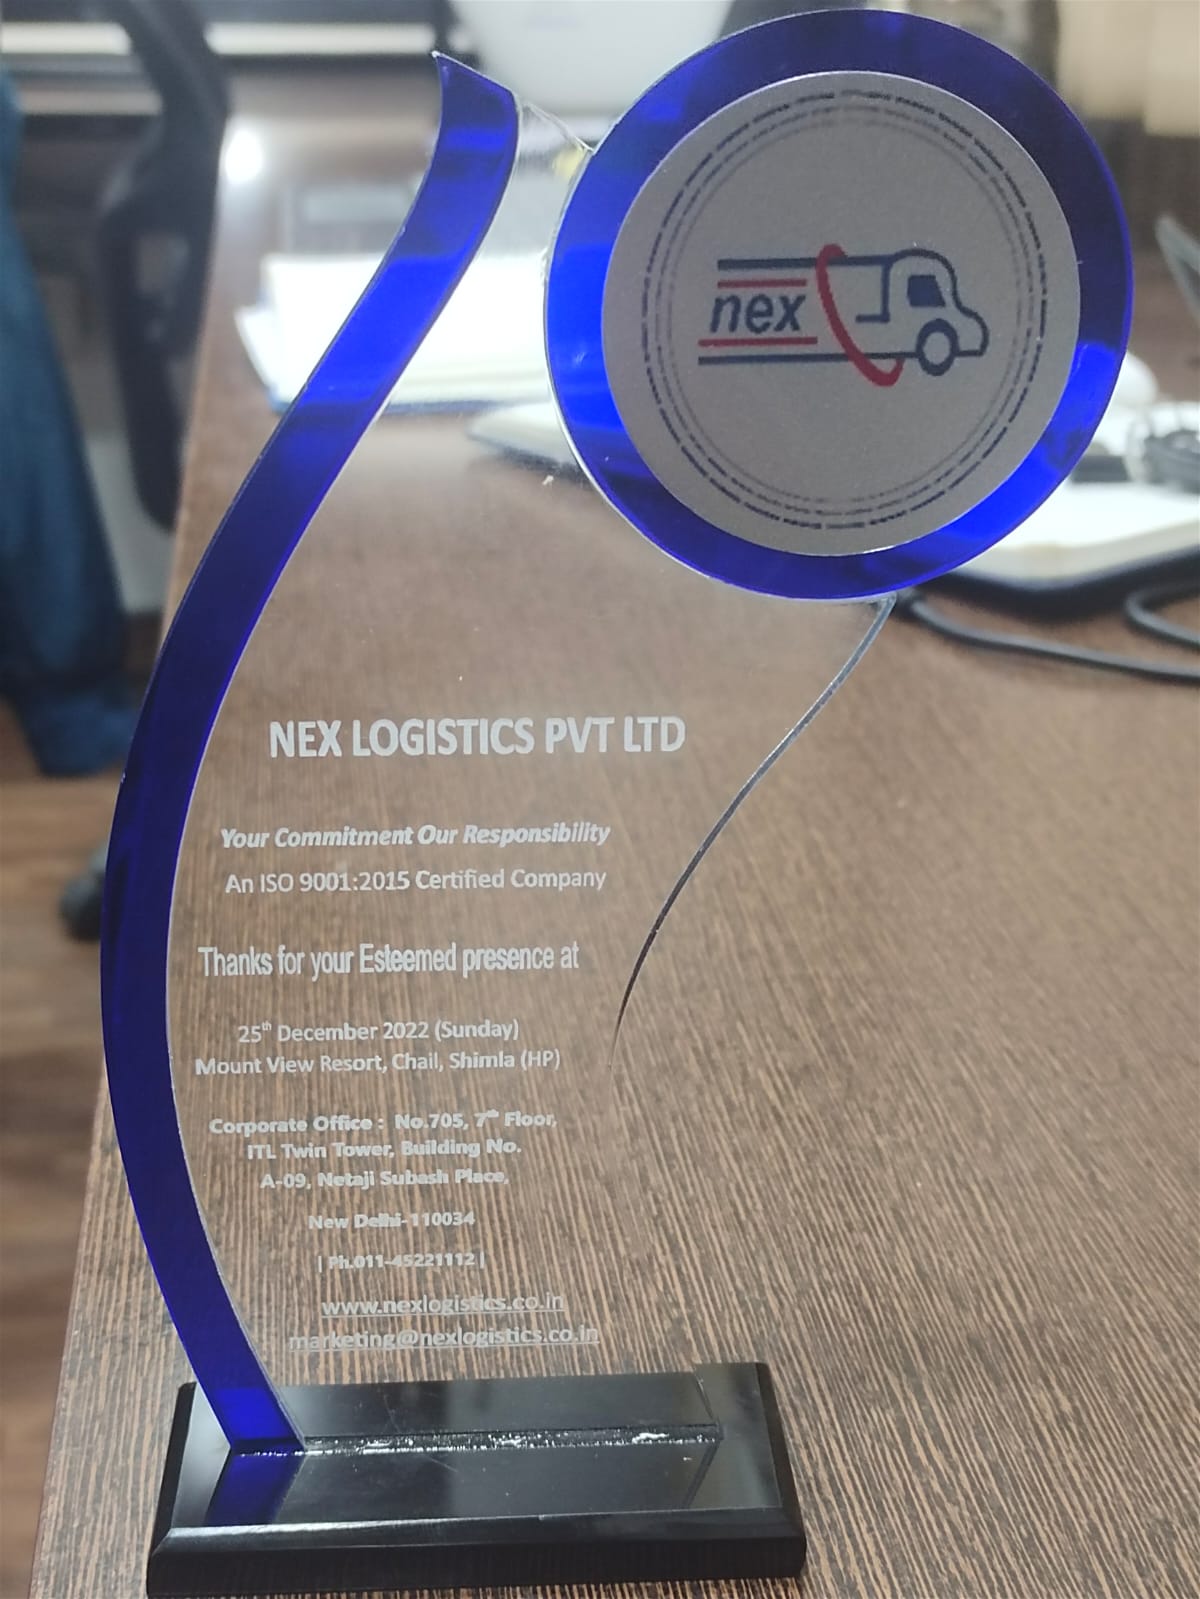 nex
NEX LOGISTICS PVT LTD
Your Commitment Our Responsibility
An ISO 9001:2015 Certified Company
Thanks for your Esteemed presence at
25th December 2022 (Sunday)
Mount View Resort, Chail, Shimla (HP)
Corporate Office : No.705, 7th Floor,
ITL Twin Tower, Building No.
A-09, Netaji Subash Place,
New Delhi-110034
| Ph.011-45221112 |
www.nexlogistics.co.in
marketing@nexlogistics.co.in